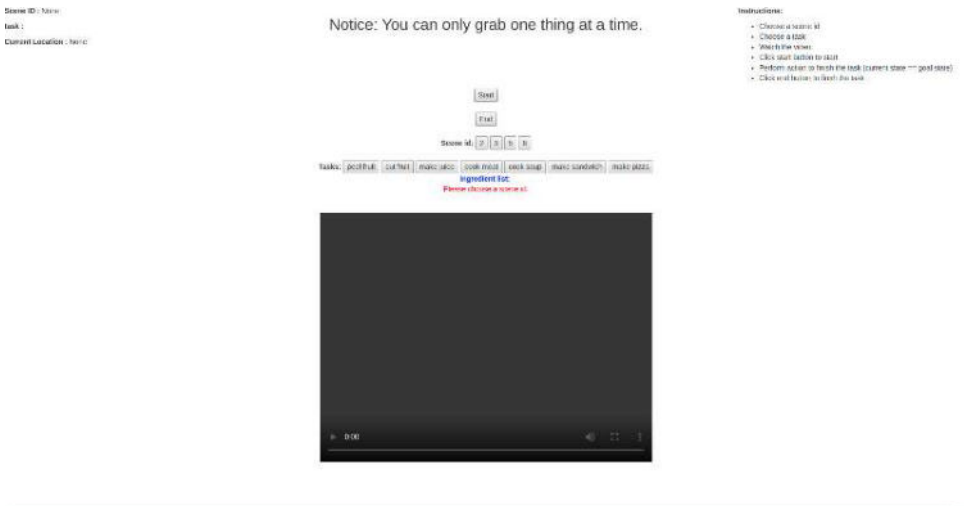 Scene ID : None
task :
Current Location : None
Notice: You can only grab one thing at a time.
Start
End
Scene id: 2 3 5 6
Tasks: peel fruit cut fruit make juice cook meat cook soup make sandwich make pizza
Ingredient list:
Please choose a scene id.
0:00
Instructions:
Choose a scene id
Choose a task
Watch the video
Click start button to start
Perform action to finish the task (current state == goal state)
Click end button to finish the task